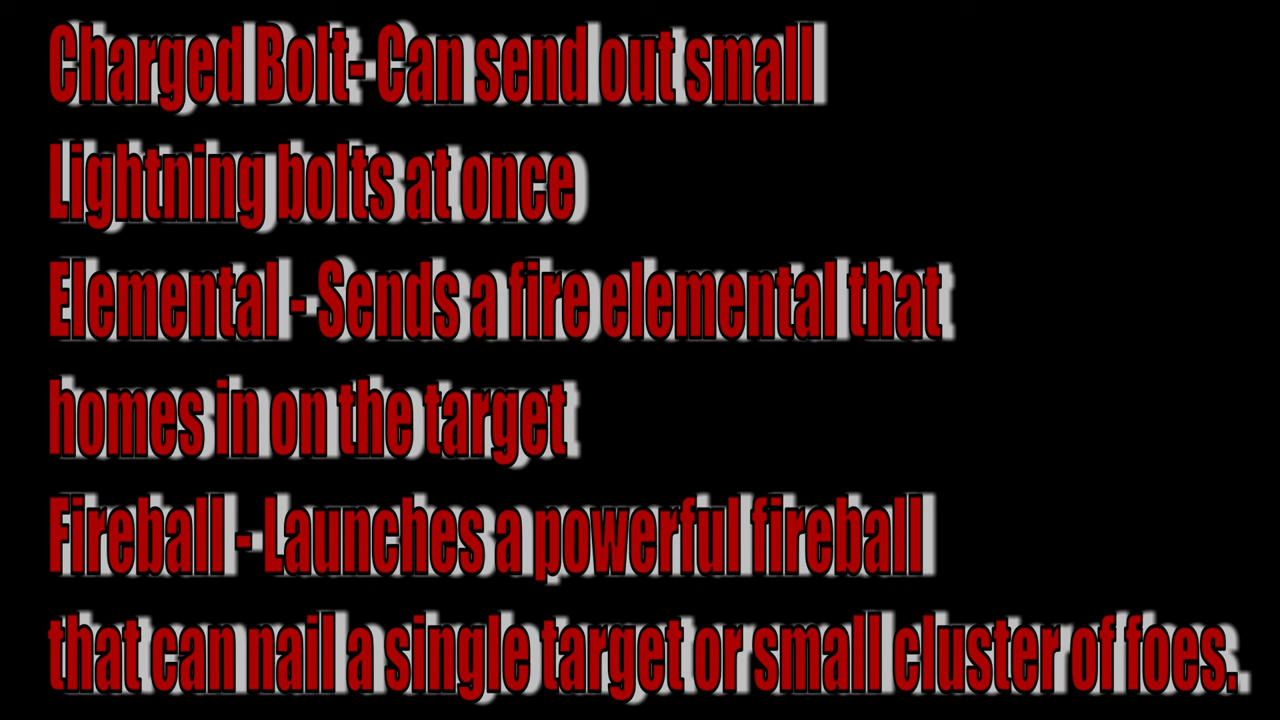 Charged Bolt- Can send out small
Lightning bolts at once
Elemental - Sends a fire elemental that
homes in on the target
Fireball - Launches a powerful fireball
that can nail a single target or small cluster of foes.